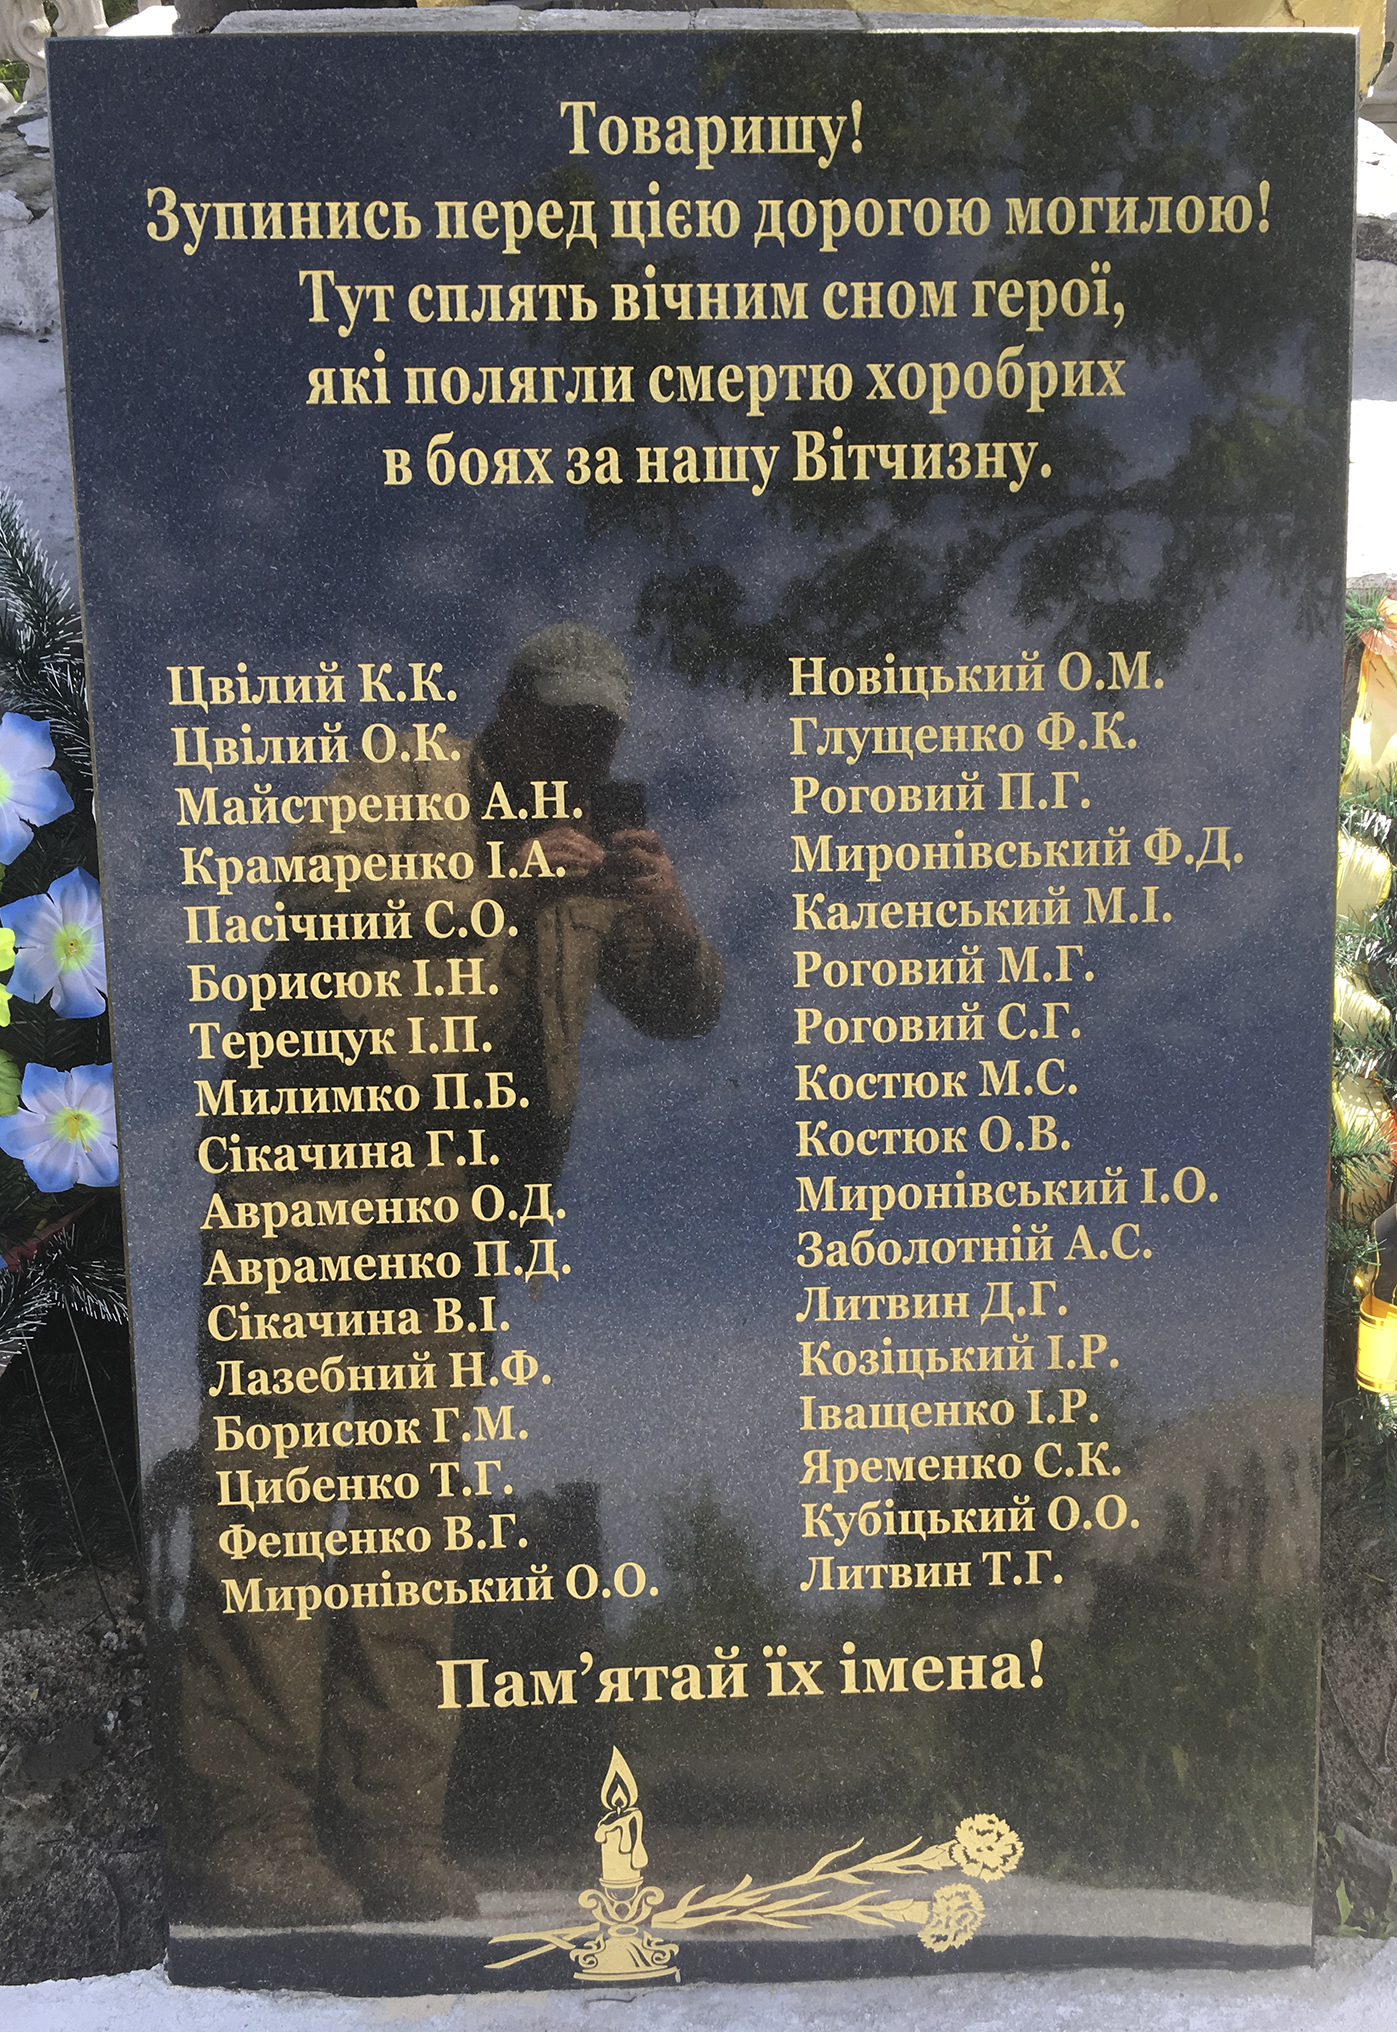 Товаришу!
Зупинись перед цією дорогою могилою!
Тут сплять вічним сном герої,
які полягли смертю хоробрих
в боях за нашу Вітчизну.
Цвілий К.К.
Цвілий О.К.
Майстренко А.Н.
Крамаренко І.А.
Пасічний С.О.
Борисюк І.Н.
Терещук І.П.
Милимко П.Б.
Сікачина Г.І.
Авраменко О.Д.
Авраменко П.Д.
Сікачина В.І.
Лазебний Н.Ф.
Борисюк Г.М.
Цибенко Т.Г.
Фещенко В.Г.
Миронівський О.О.
Новіцький О.М.
Глущенко Ф.К.
Роговий П.Г.
Миронівський Ф.Д.
Каленський М.І.
Роговий М.Г.
Роговий С.Г.
Костюк М.С.
Костюк О.В.
Миронівський І.О.
Заболотній А.С.
Литвин Д.Г.
Козіцький І.Р.
Іващенко І.Р.
Яременко С.К.
Кубіцький О.О.
Литвин Т.Г.
Пам’ятай їх імена!